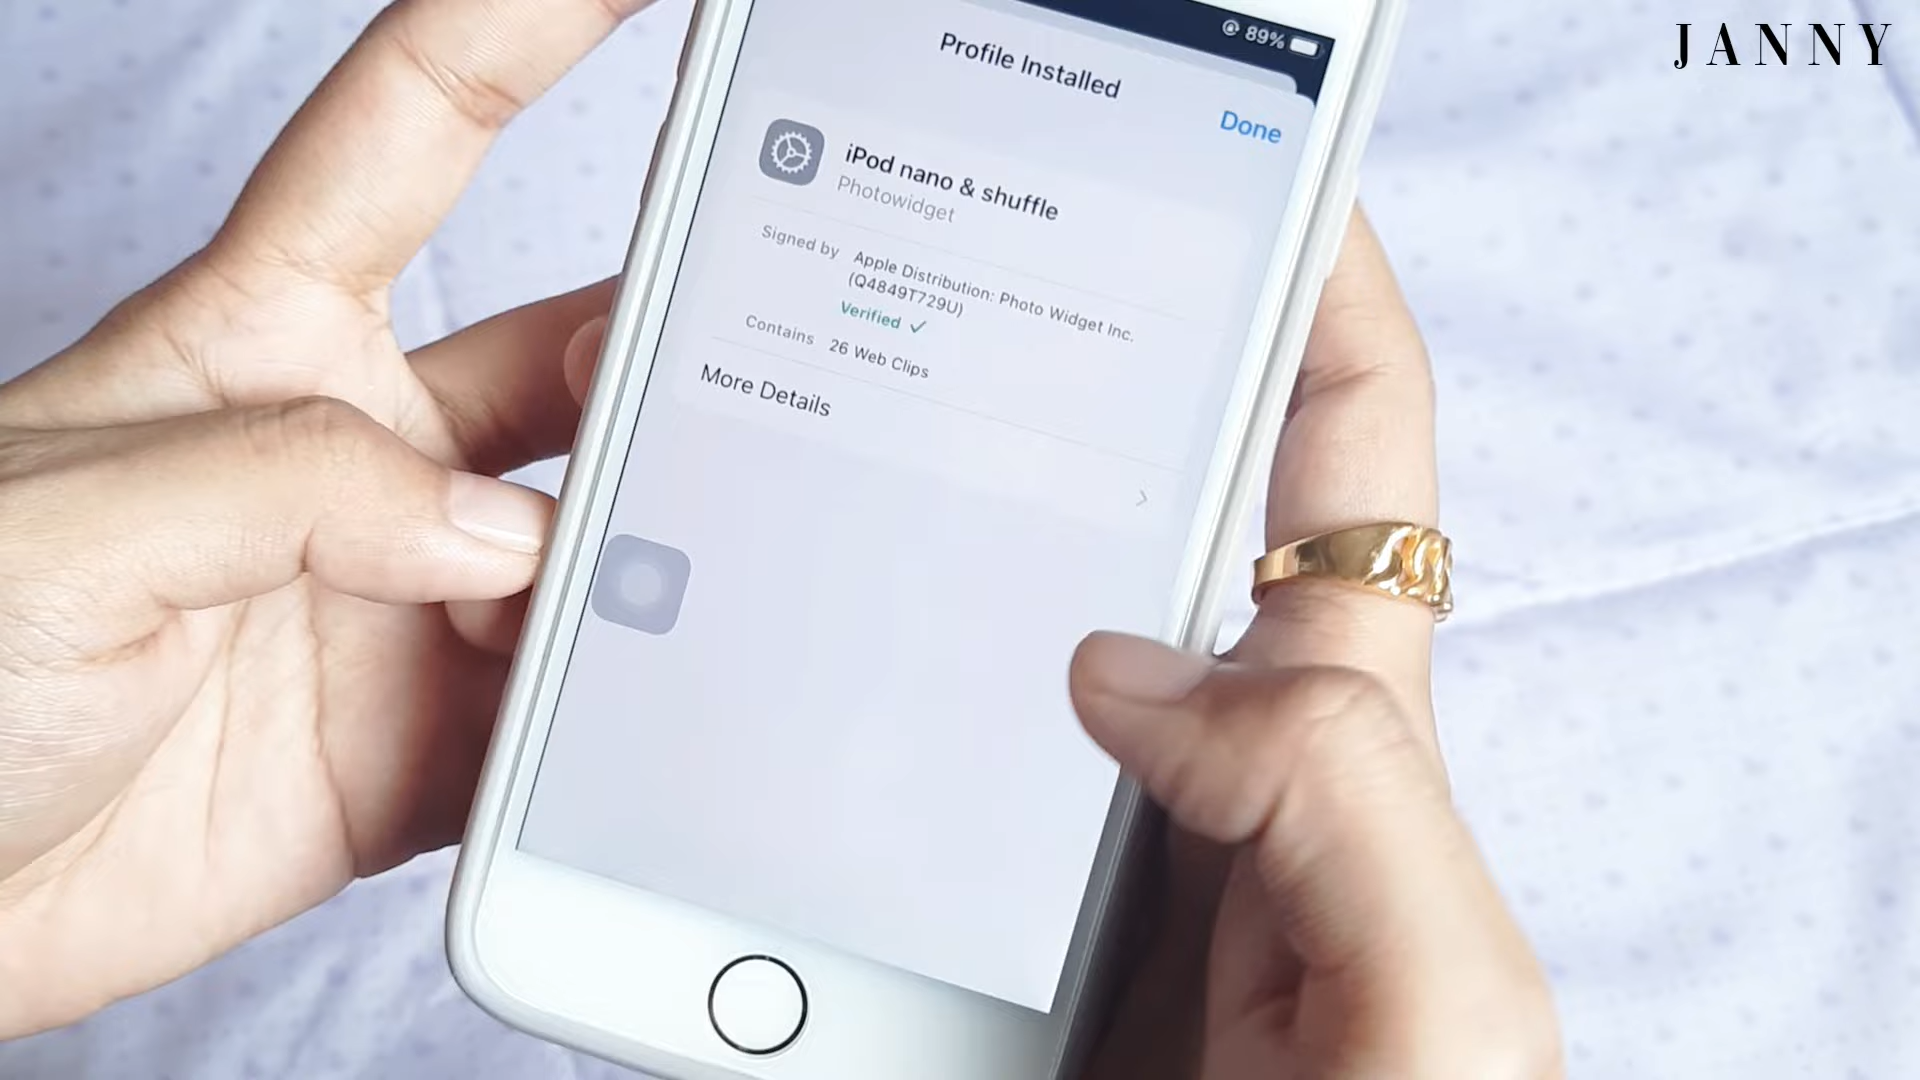 JANNY
89%
Profile Installed
Done
iPod nano & shuffle
Photowidget
Signed by Apple Distribution: Photo Widget Inc.
(Q4849T729U)
Verified ✓
Contains 26 Web Clips
More Details